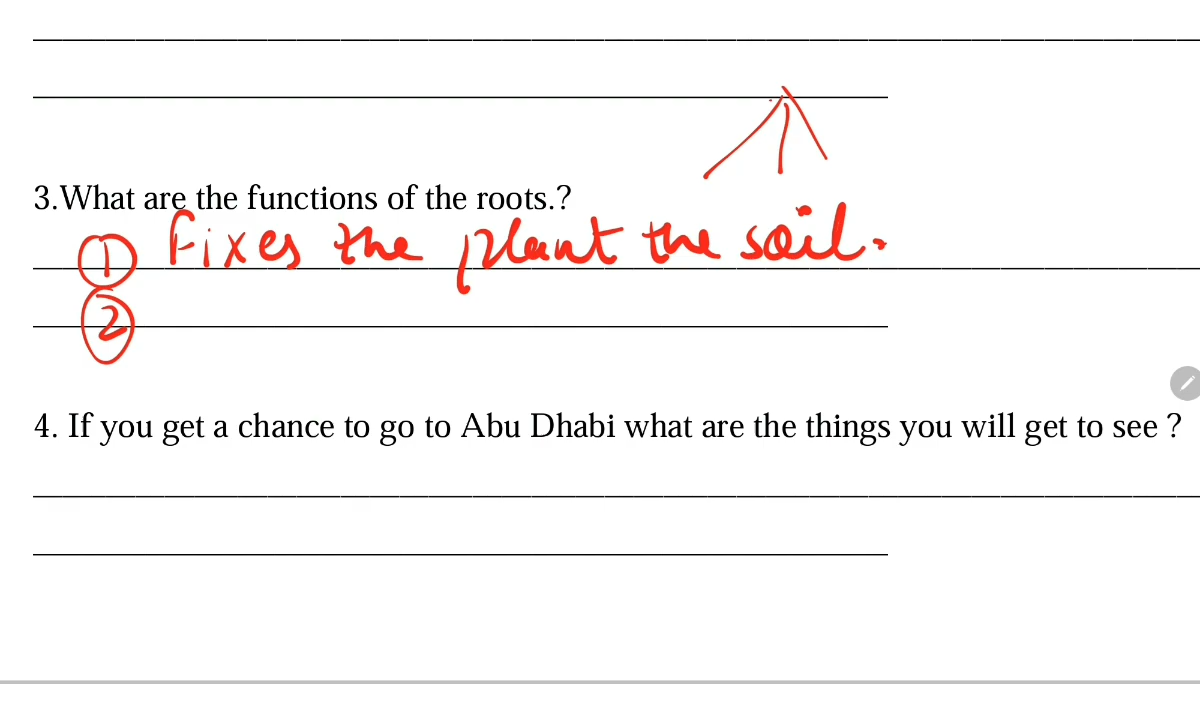 3.What are the functions of the roots.?
① Fixes the plant the soil.
②
4. If you get a chance to go to Abu Dhabi what are the things you will get to see ?